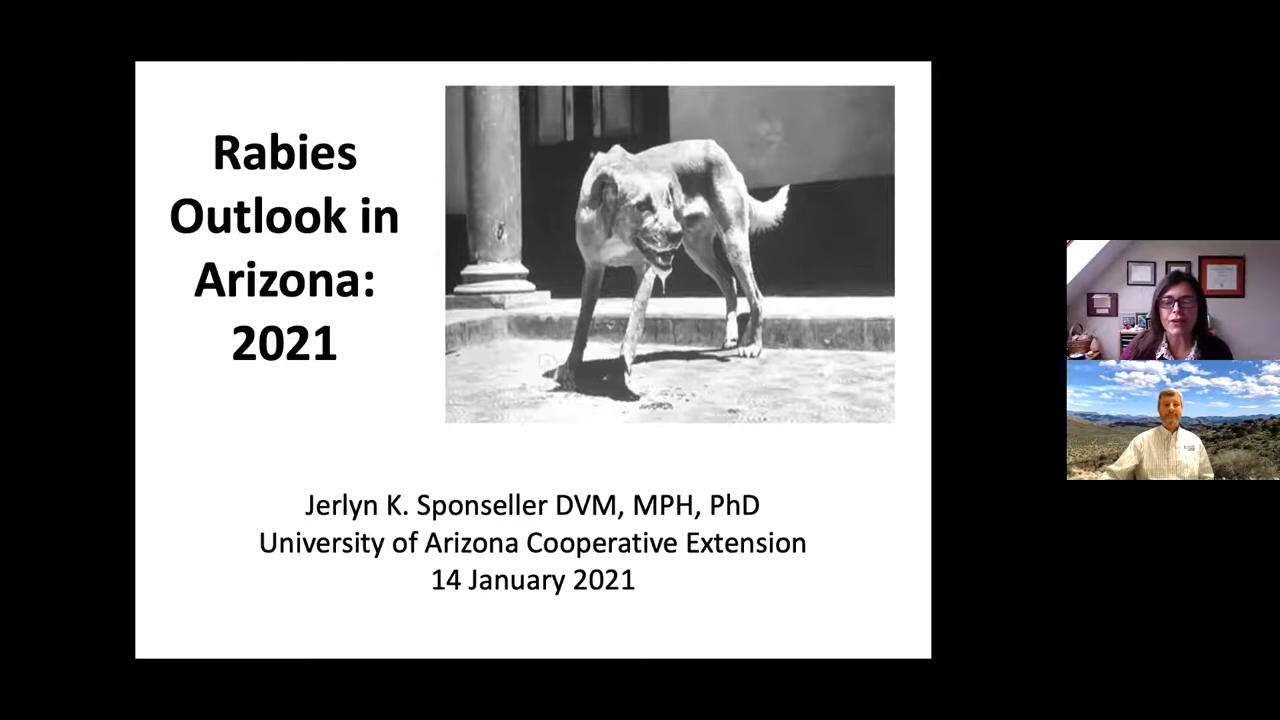 Rabies
Outlook in
Arizona:
2021
Jerlyn K. Sponseller DVM, MPH, PhD
University of Arizona Cooperative Extension
14 January 2021